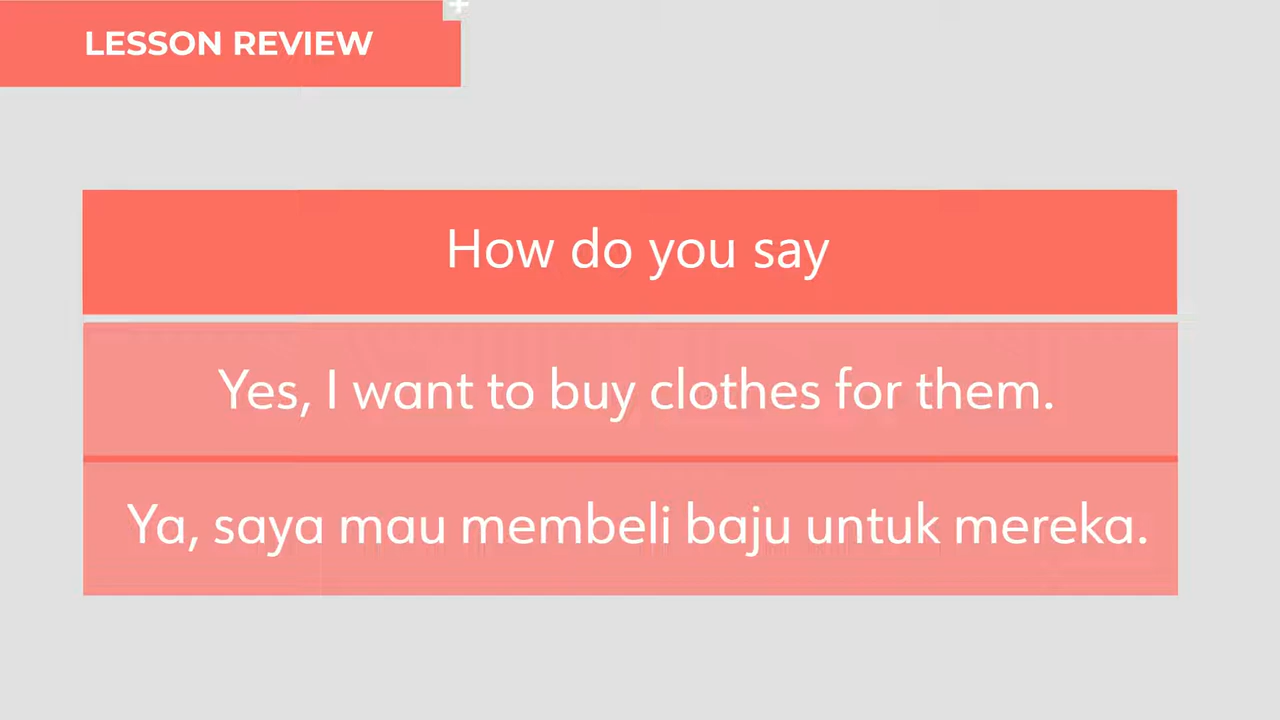 LESSON REVIEW
How do you say
Yes, I want to buy clothes for them.
Ya, saya mau membeli baju untuk mereka.